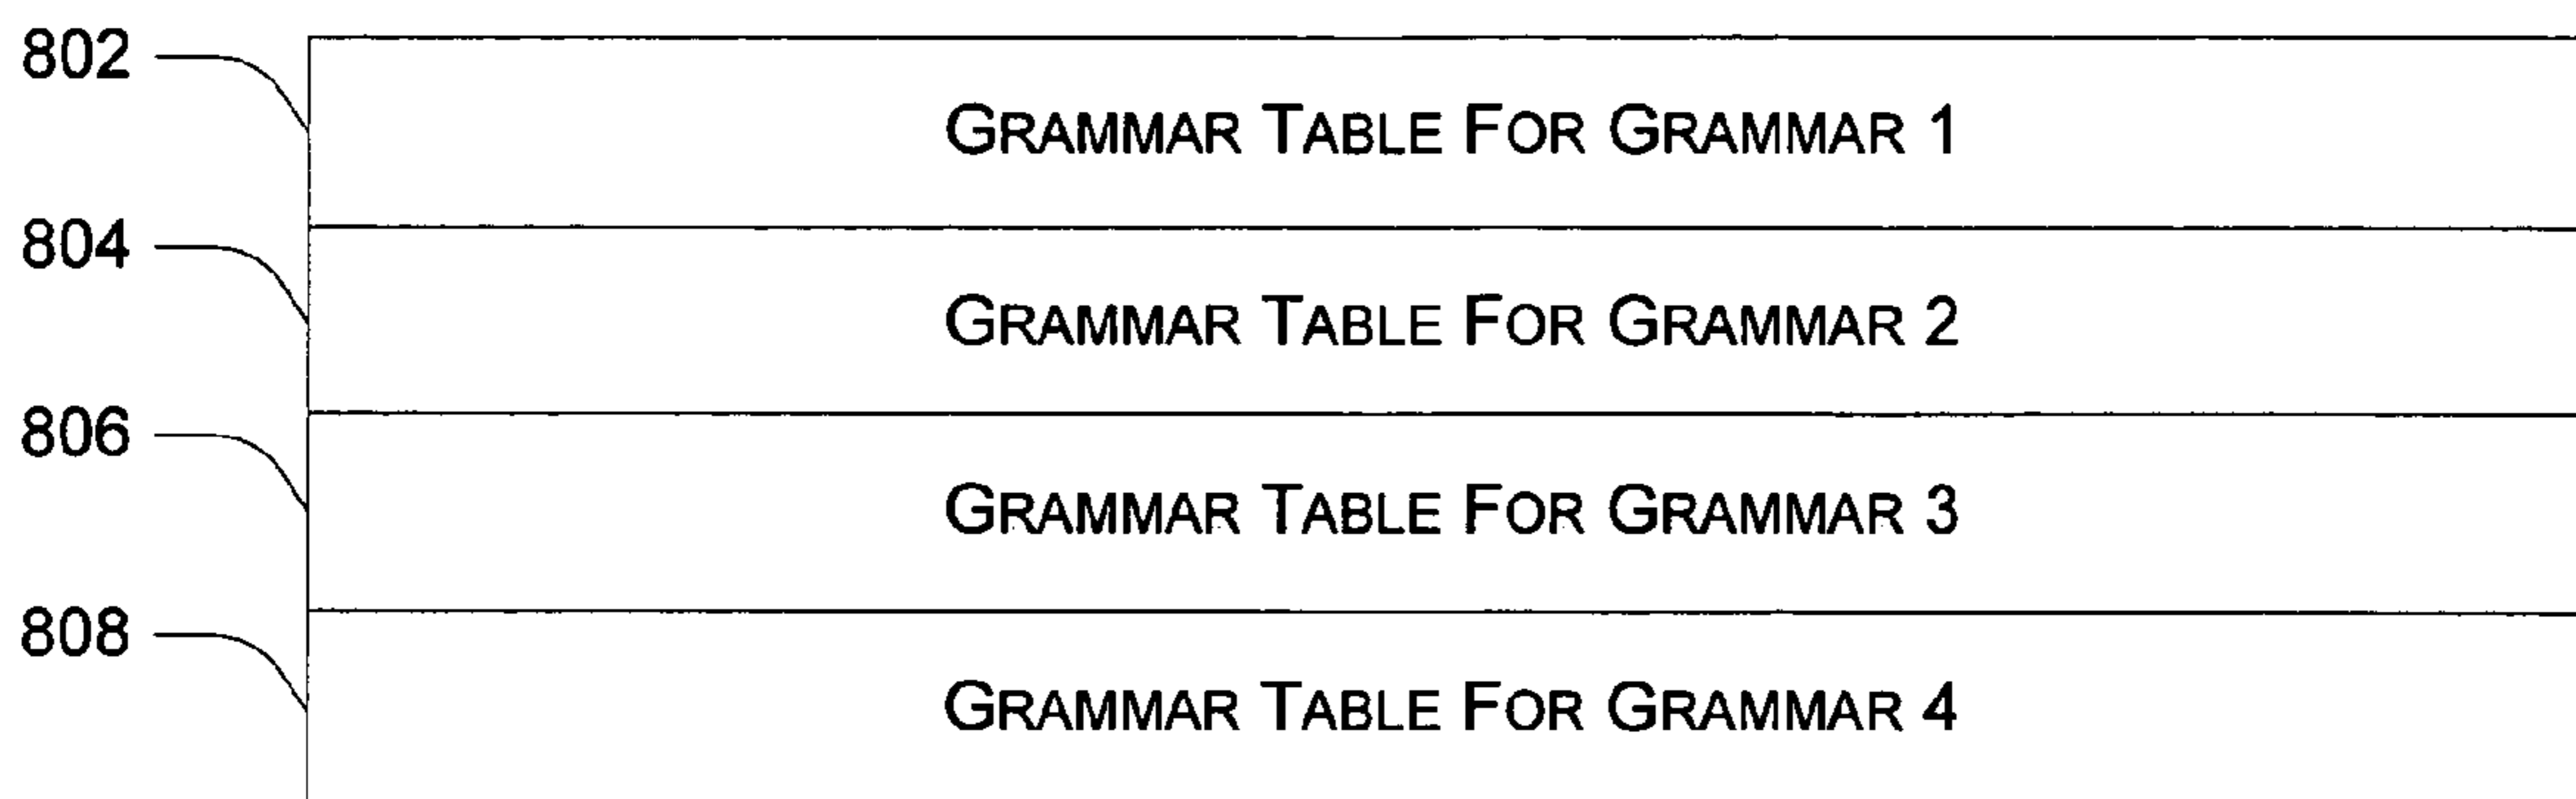 802
GRAMMAR TABLE FOR GRAMMAR 1
804
GRAMMAR TABLE FOR GRAMMAR 2
806
GRAMMAR TABLE FOR GRAMMAR 3
808
GRAMMAR TABLE FOR GRAMMAR 4